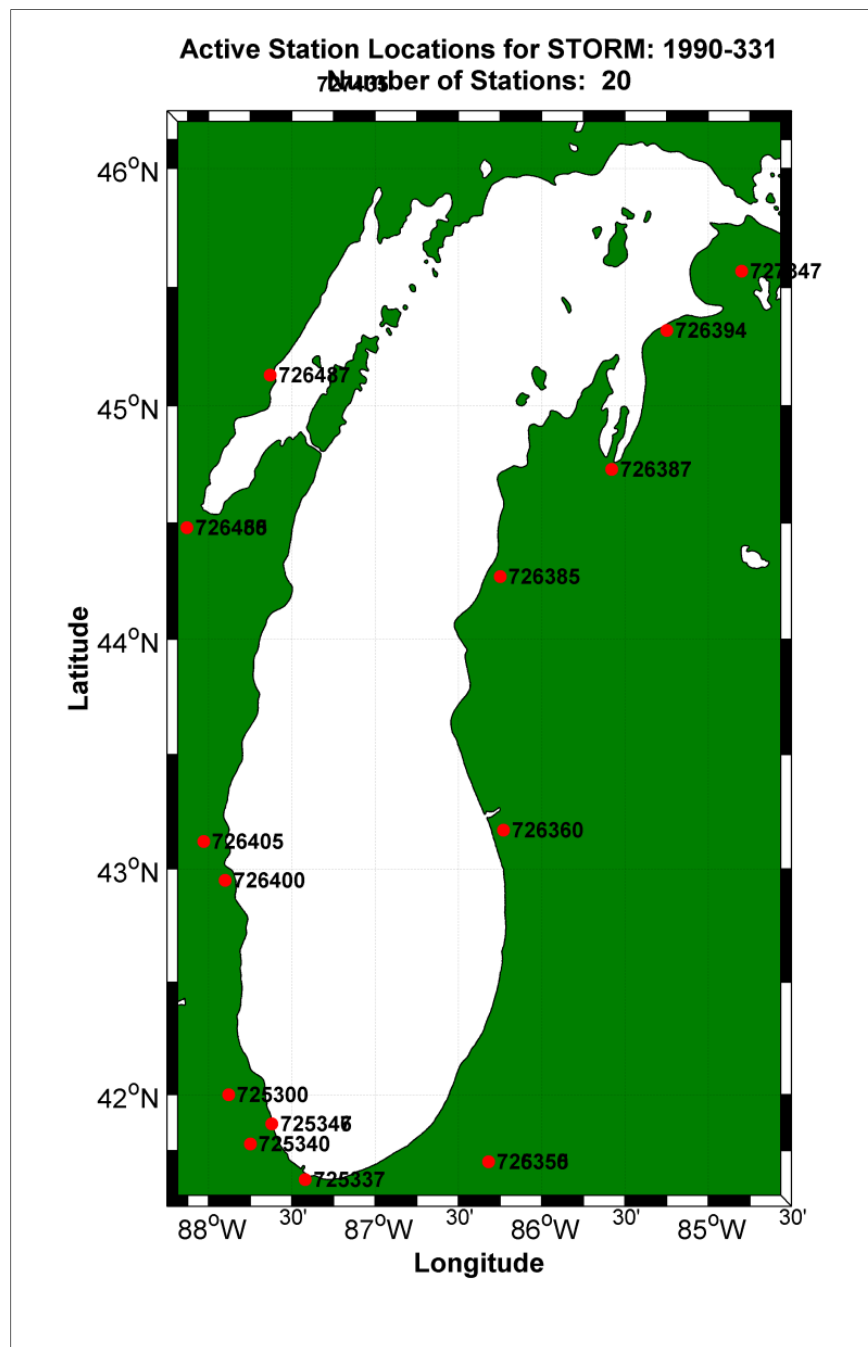 Active Station Locations for STORM: 1990-331
Number of Stations: 20
46°N
727347
726394
726487
45°N
726387
726385
44°N
726405
726360
726400
43°N
42°N
725300
725340
725337
88°W 30' 87°W 30' 86°W 30' 85°W 30'
Latitude
Longitude